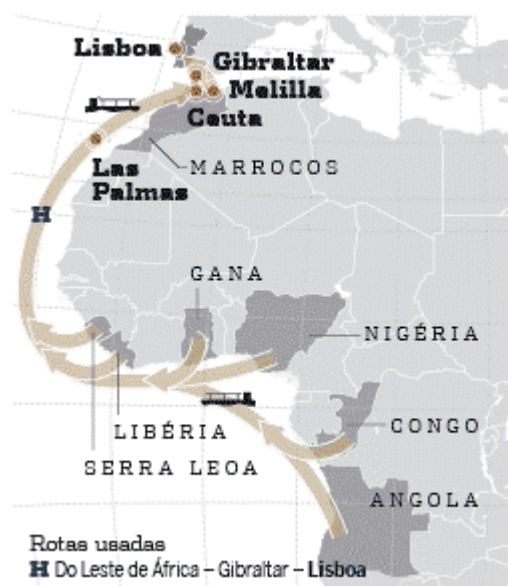 Lisboa
Gibraltar
Melilla
Ceuta
MARROCOS
Las
Palmas
H
GANA
NIGÉRIA
LIBÉRIA
CONGO
SERRA LEOA
ANGOLA
Rotas usadas
H Do Leste de África – Gibraltar – Lisboa